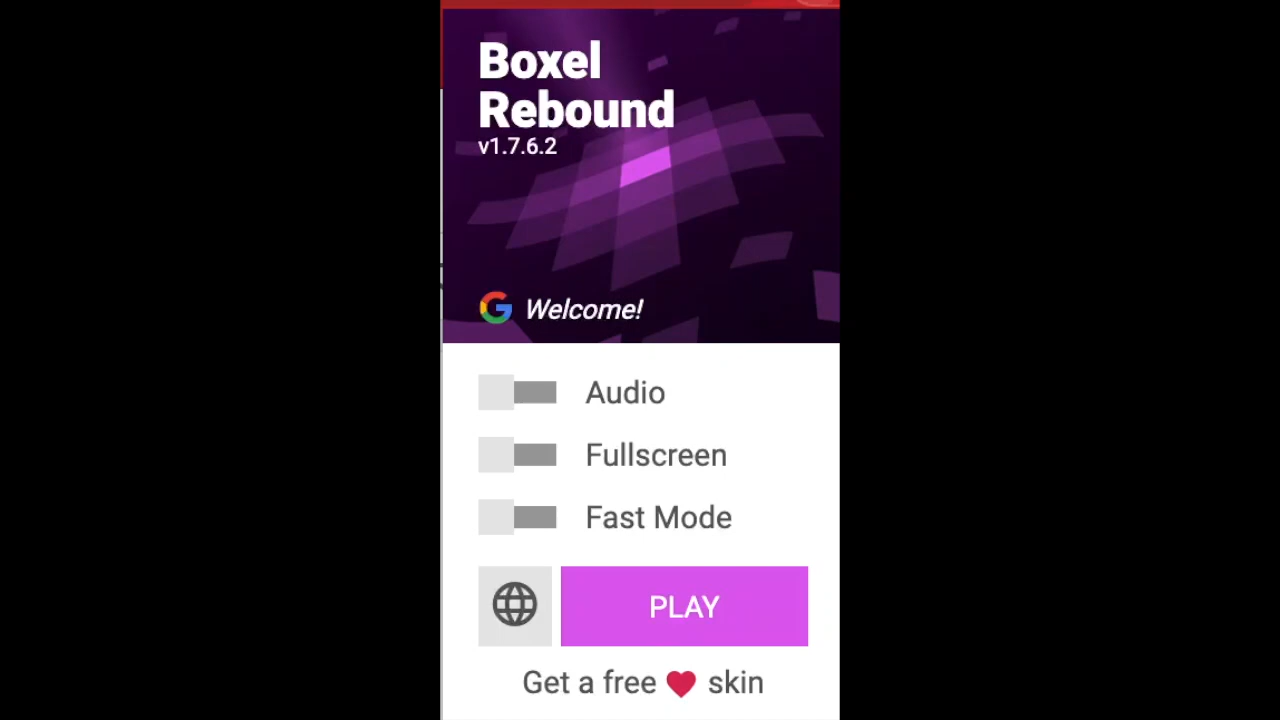 Boxel
Rebound
v1.7.6.2
Welcome!
Audio
Fullscreen
Fast Mode
PLAY
Get a free ❤ skin